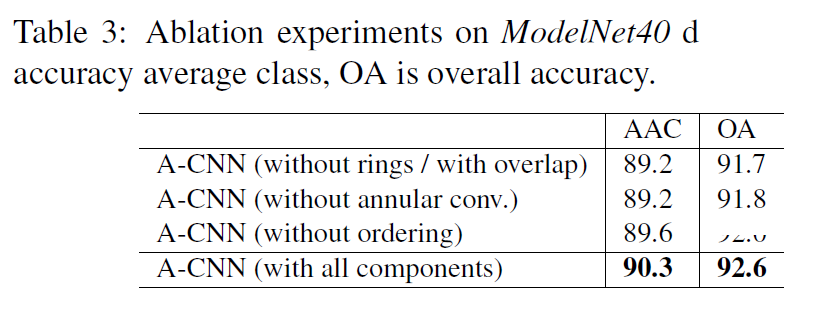 Table 3: Ablation experiments on ModelNet40 d
accuracy average class, OA is overall accuracy.
AAC OA
A-CNN (without rings / with overlap) 89.2 91.7
A-CNN (without annular conv.) 89.2 91.8
A-CNN (without ordering) 89.6
A-CNN (with all components) 90.3 92.6